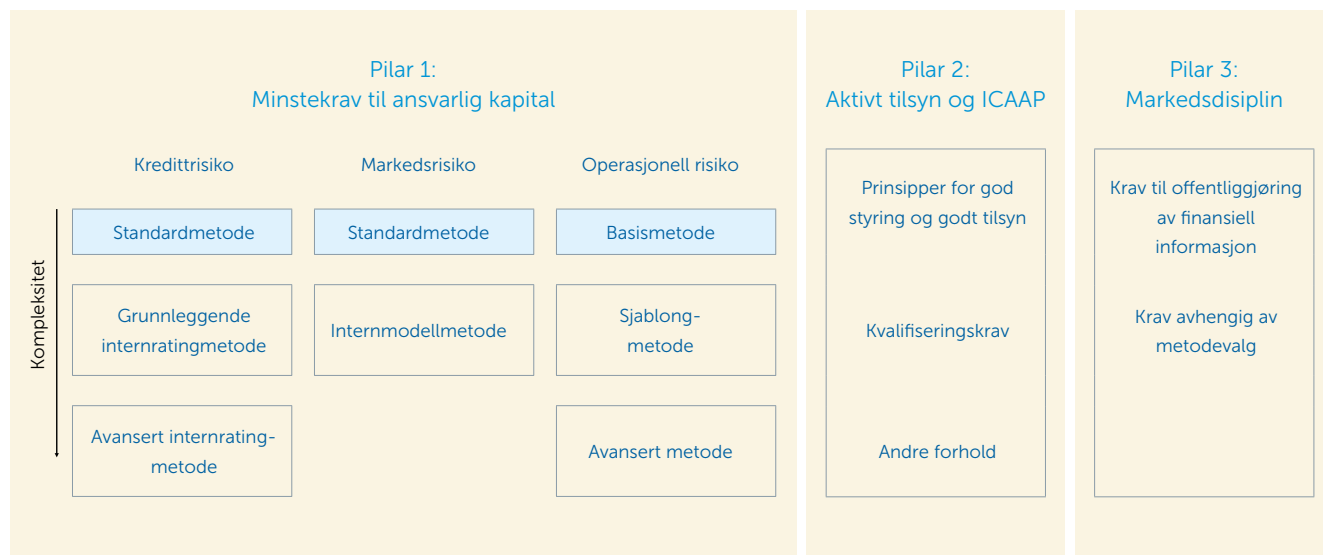 Pilar 1:
Minstekrav til ansvarlig kapital
Kredittrisiko
Markedsrisiko
Operasjonell risiko
Kompleksitet
Standardmetode
Standardmetode
Basismetode
Grunnleggende
internratingmetode
Internmodellmetode
Sjablong-
metode
Avansert internrating-
metode
Avansert metode
Pilar 2:
Aktivt tilsyn og ICAAP
Prinsipper for god
styring og godt tilsyn
Kvalifiseringskrav
Andre forhold
Pilar 3:
Markedsdisiplin
Krav til offentliggjøring
av finansiell
informasjon
Krav avhengig av
metodevalg